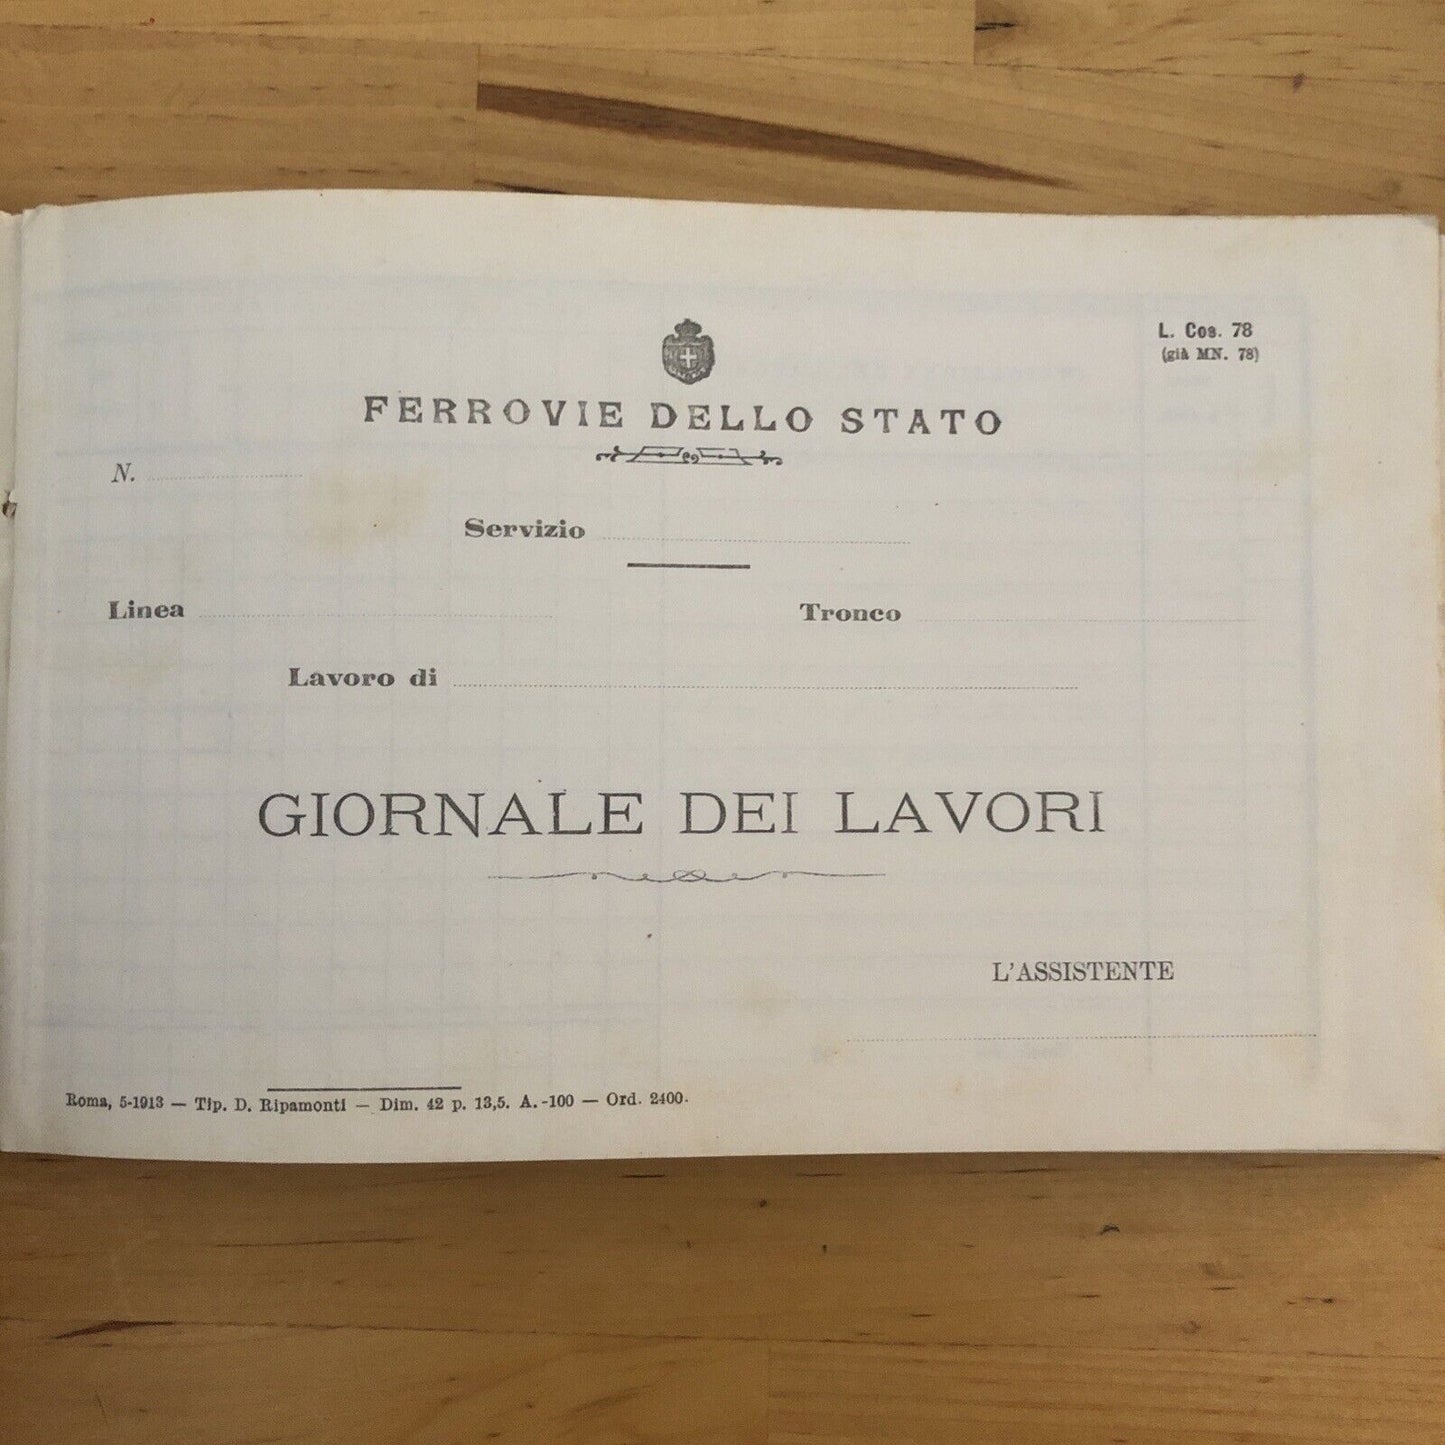 L. Cos. 78
(già MN. 78)
FERROVIE DELLO STATO
N.
Servizio
Linea
Tronco
Lavoro di
GIORNALE DEI LAVORI
L'ASSISTENTE
Roma, 5-1913 — Tip. D. Ripamonti — Dim. 42 p. 13,5. A.-100 — Ord. 2400.